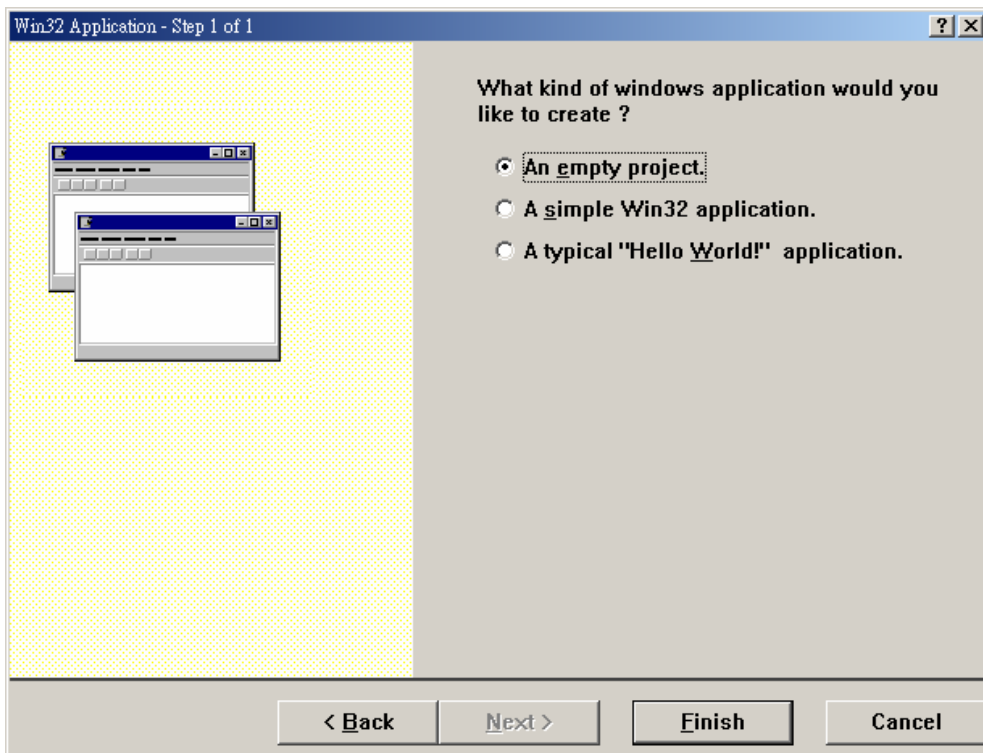 Win32 Application - Step 1 of 1
What kind of windows application would you
like to create ?
An empty project.
A simple Win32 application.
A typical "Hello World!" application.
< Back
Next >
Finish
Cancel